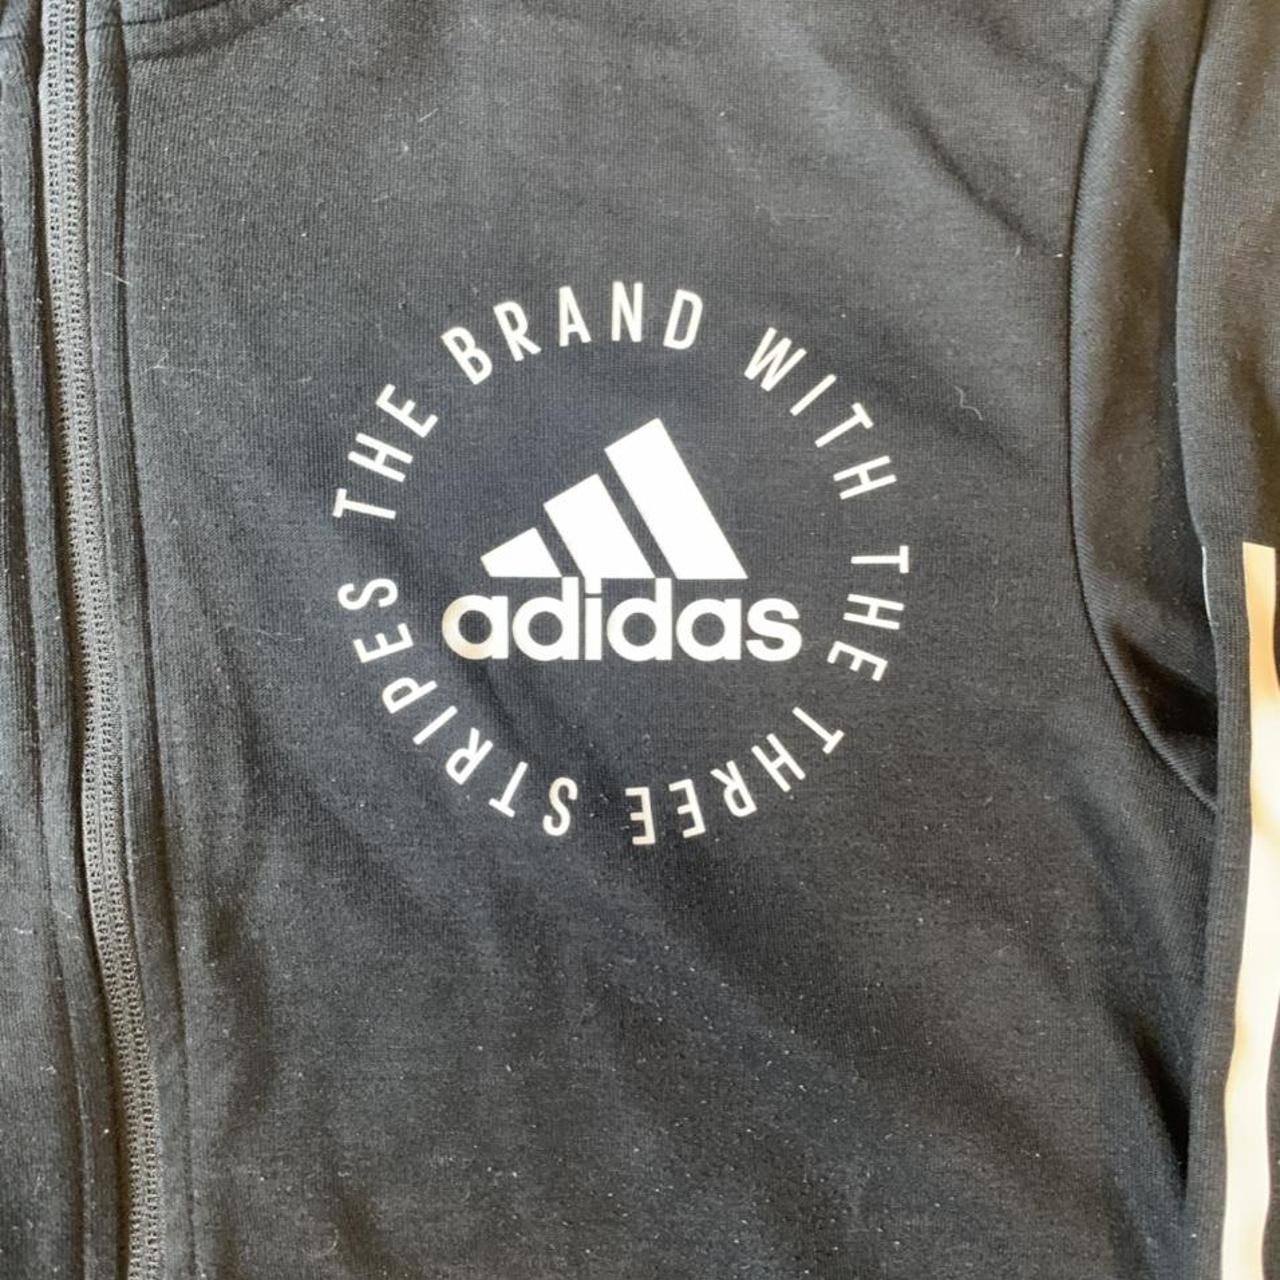 THE BRAND WITH THE THREE STRIPES
adidas